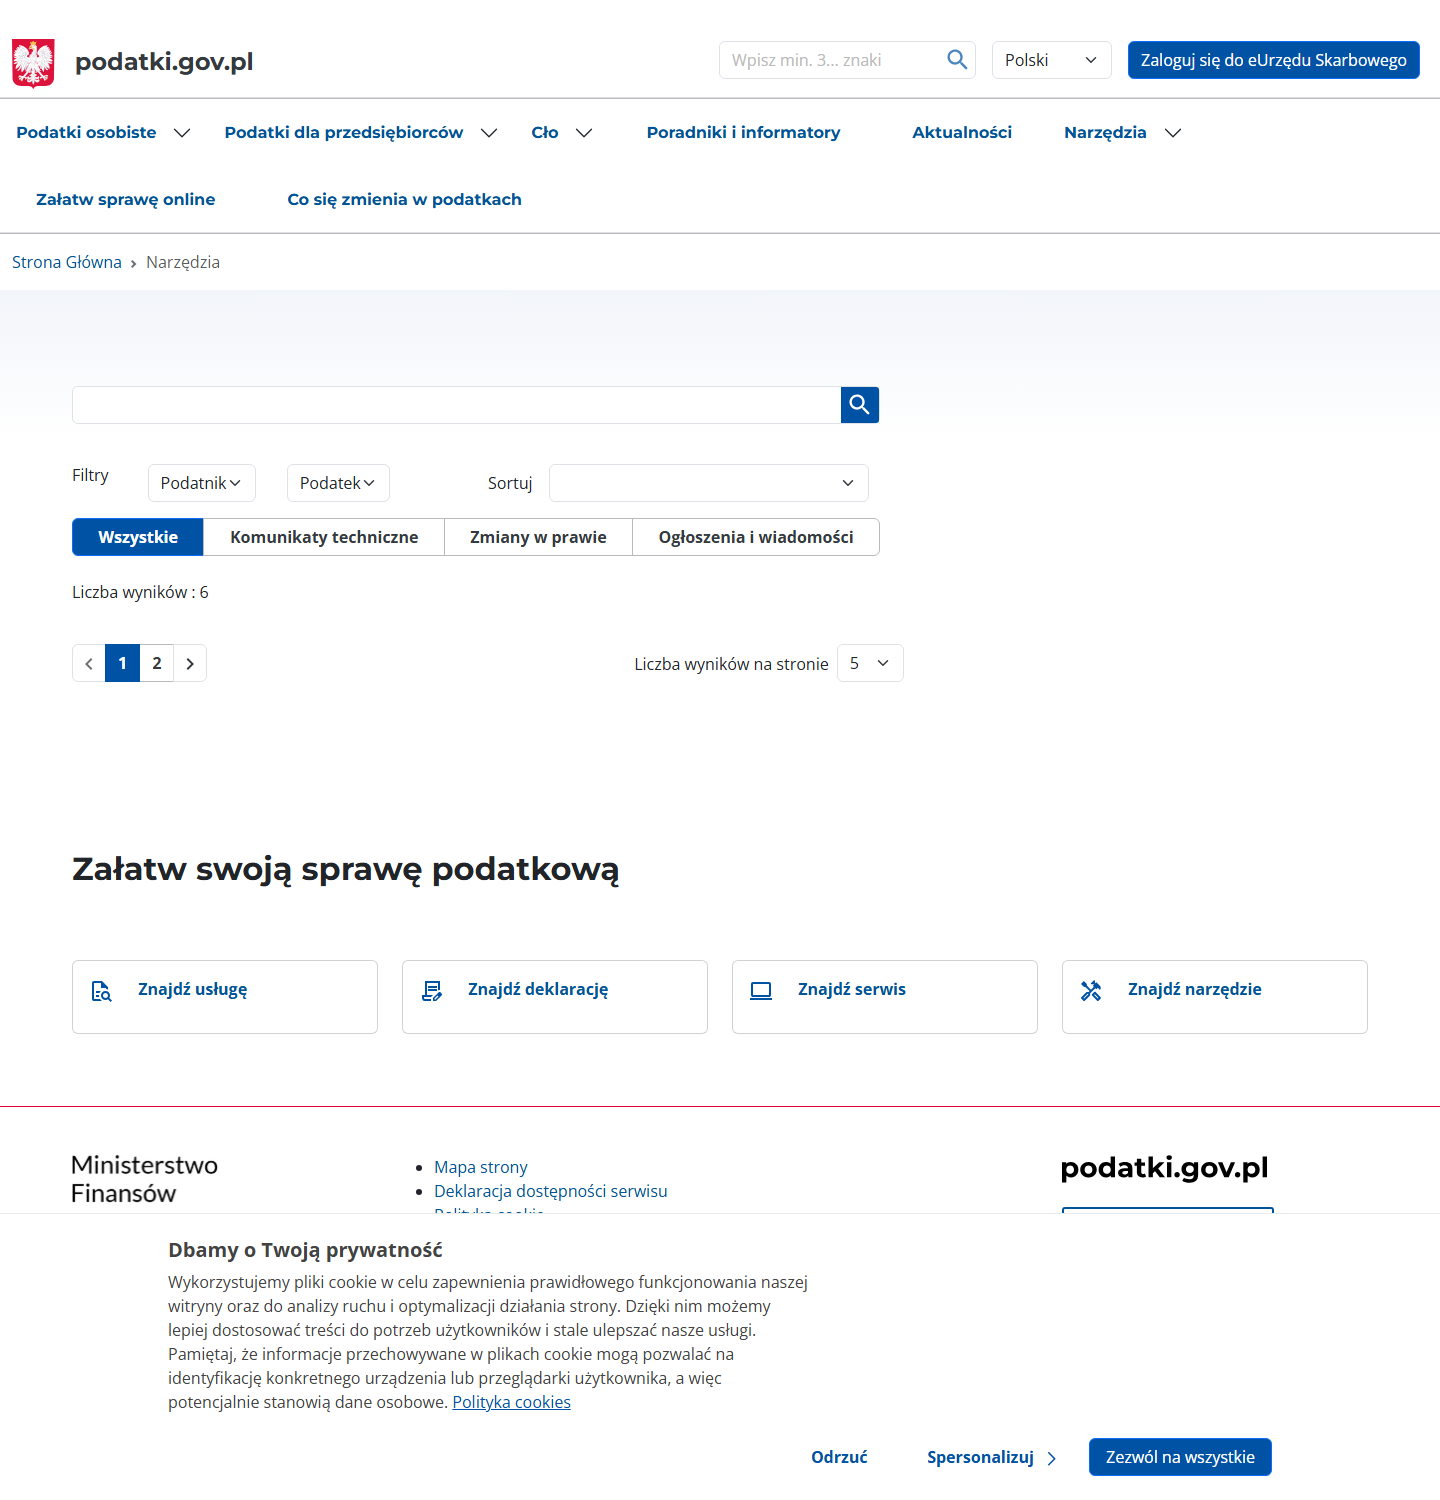 podatki.gov.pl
Wpisz min. 3... znaki
Polski
Zaloguj się do eUrzędu Skarbowego
Podatki osobiste
Podatki dla przedsiębiorców
Cło
Poradniki i informatory
Aktualności
Narzędzia
Załatw sprawę online
Co się zmienia w podatkach
Strona Główna › Narzędzia
Filtry
Podatnik
Podatek
Sortuj
Wszystkie
Komunikaty techniczne
Zmiany w prawie
Ogłoszenia i wiadomości
Liczba wyników : 6
1
2
Liczba wyników na stronie
5
Załatw swoją sprawę podatkową
Znajdź usługę
Znajdź deklarację
Znajdź serwis
Znajdź narzędzie
Ministerstwo
Finansów
Mapa strony
Deklaracja dostępności serwisu
Polityka cookie
podatki.gov.pl
Dbamy o Twoją prywatność
Wykorzystujemy pliki cookie w celu zapewnienia prawidłowego funkcjonowania naszej
witryny oraz do analizy ruchu i optymalizacji działania strony. Dzięki nim możemy
lepiej dostosować treści do potrzeb użytkowników i stale ulepszać nasze usługi.
Pamiętaj, że informacje przechowywane w plikach cookie mogą pozwalać na
identyfikację konkretnego urządzenia lub przeglądarki użytkownika, a więc
potencjalnie stanowią dane osobowe. Polityka cookies
Odrzuć
Spersonalizuj
Zezwól na wszystkie